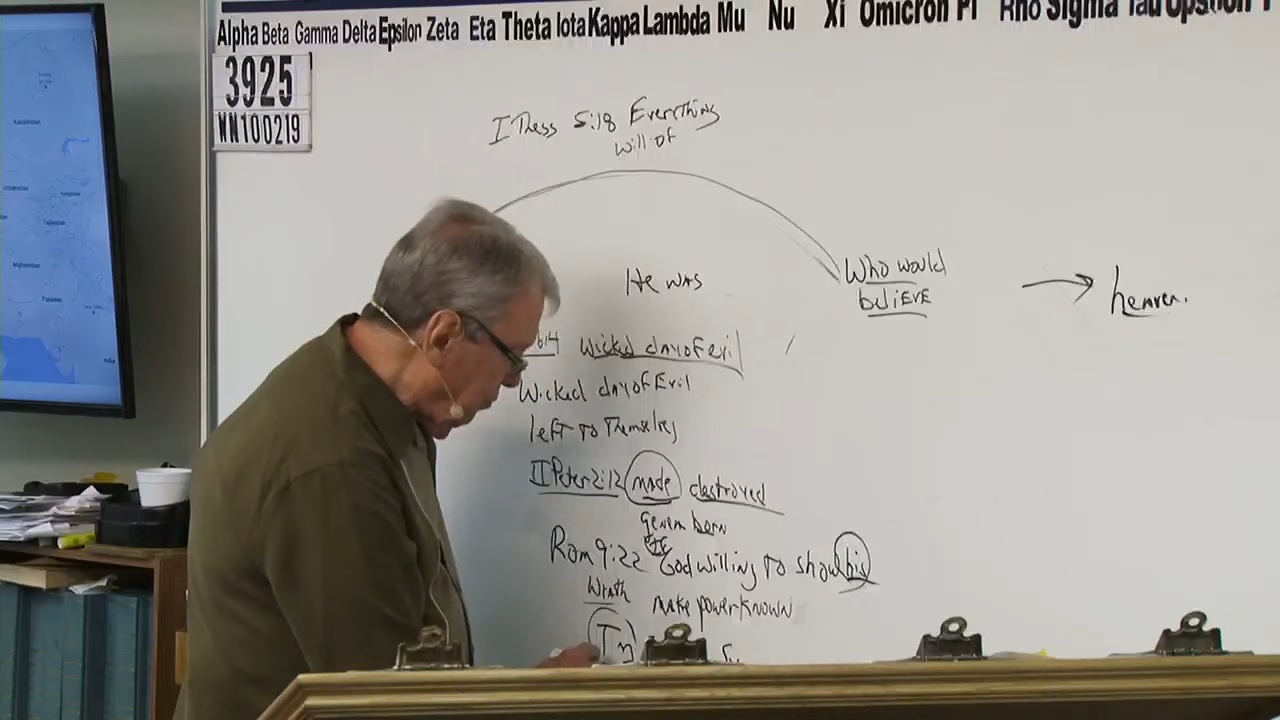 Alpha Beta Gamma Delta Epsilon Zeta Eta Theta Iota Kappa Lambda Mu Nu Xi Omicron Pi Rho Sigma Tau Upsilon
3925
WN100219
I Thess 5:18 Everything
will of
Who would
believe
heaven.
He was
Wicked day of evil
Wicked day of Evil
left to Themselves
II Peter 2:12 made destroyed
born
Rom 9:22 God willing to show his
Wrath
make power known
In